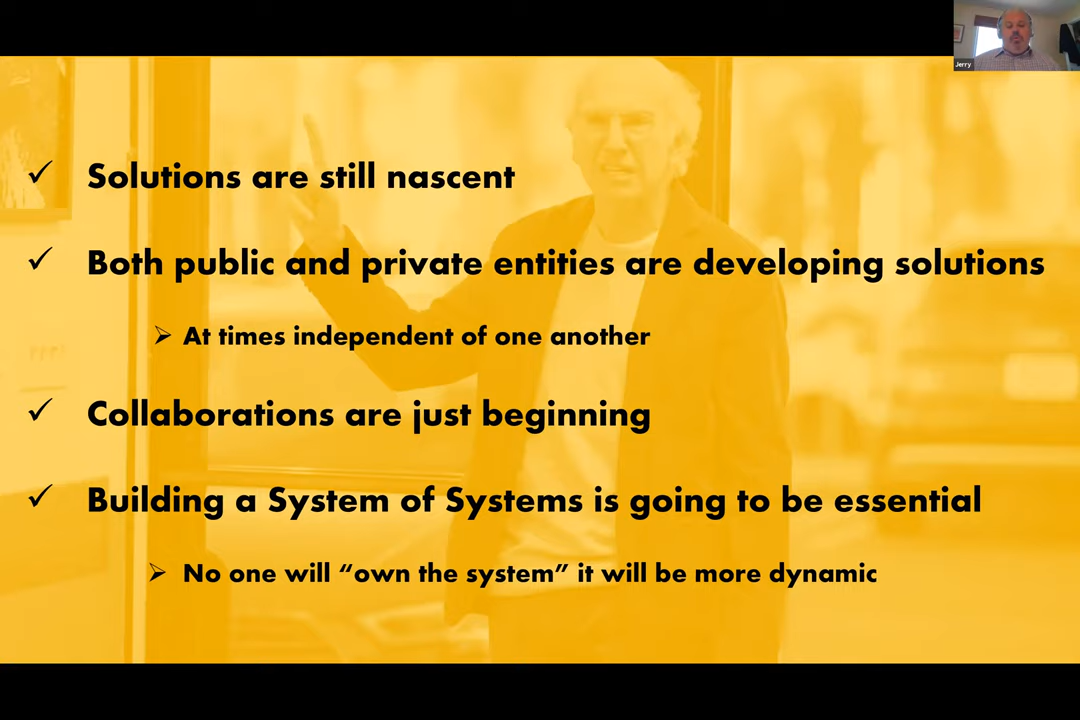 Jerry
✓ Solutions are still nascent
✓ Both public and private entities are developing solutions
➢ At times independent of one another
✓ Collaborations are just beginning
✓ Building a System of Systems is going to be essential
➢ No one will “own the system” it will be more dynamic